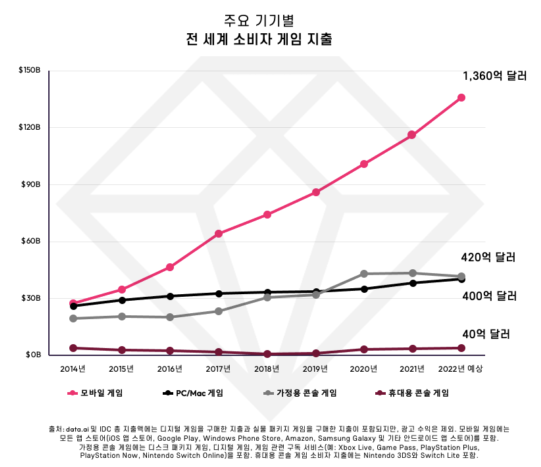 주요 기기별
전 세계 소비자 게임 지출
$150B
1,360억 달러
$120B
$90B
$60B
420억 달러
$30B
400억 달러
40억 달러
$0B
2014년 2015년 2016년 2017년 2018년 2019년 2020년 2021년 2022년 예상
모바일 게임 PC/Mac 게임 가정용 콘솔 게임 휴대용 콘솔 게임
출처: data.ai 및 IDC 총 지출액에는 디지털 게임을 구매한 지출과 실물 패키지 게임을 구매한 지출이 포함되지만, 광고 수익은 제외. 모바일 게임에는
모든 앱 스토어(iOS 앱 스토어, Google Play, Windows Phone Store, Amazon, Samsung Galaxy 및 기타 안드로이드 앱 스토어)를 포함.
가정용 콘솔 게임에는 디스크 패키지 게임, 디지털 게임, 게임 관련 구독 서비스(예: Xbox Live, Game Pass, PlayStation Plus,
PlayStation Now, Nintendo Switch Online)을 포함. 휴대용 콘솔 게임 소비자 지출에는 Nintendo 3DS와 Switch Lite 포함.